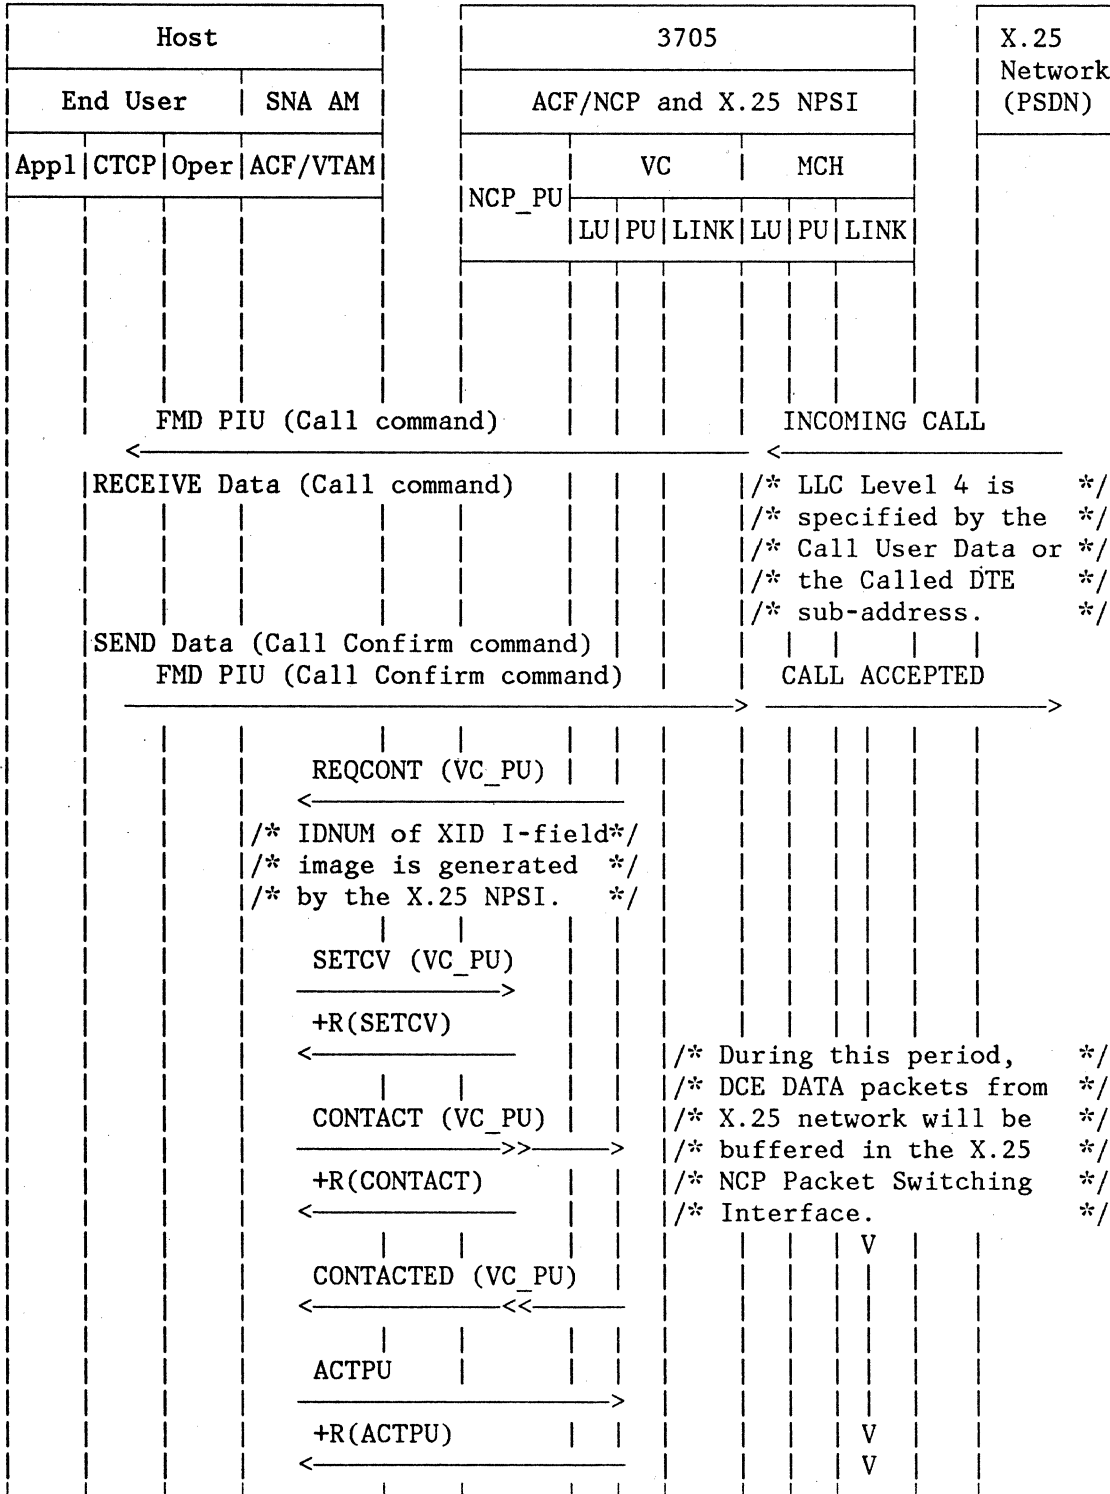 Host 3705 X.25
Network
End User SNA AM ACF/NCP and X.25 NPSI (PSDN)
Appl CTCP Oper ACF/VTAM VC MCH
NCP_PU
LU PU LINK LU PU LINK
FMD PIU (Call command) INCOMING CALL
<- <-
RECEIVE Data (Call command) /* LLC Level 4 is */
/* specified by the */
/* Call User Data or */
/* the Called DTE */
/* sub-address. */
SEND Data (Call Confirm command)
FMD PIU (Call Confirm command) CALL ACCEPTED
-> ->
REQCONT (VC_PU)
<-
/* IDNUM of XID I-field*/
/* image is generated */
/* by the X.25 NPSI. */
SETCV (VC_PU)
->
+R(SETCV)
<- /* During this period, */
/* DCE DATA packets from */
CONTACT (VC_PU) /* X.25 network will be */
->>-> /* buffered in the X.25 */
+R(CONTACT) /* NCP Packet Switching */
<- /* Interface. */
V
CONTACTED (VC_PU)
<-<<-
ACTPU
->
+R(ACTPU) V
<- V